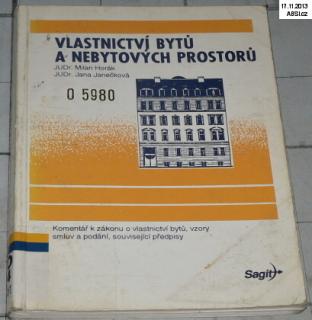 17.11.2013
ABSI.cz
VLASTNICTVÍ BYTŮ
A NEBYTOVÝCH PROSTORŮ
JUDr. Milan Horák
JUDr. Jana Janečková
O 5980
Komentář k zákonu o vlastnictví bytů, vzory
smluv a podání, související předpisy
Sagit